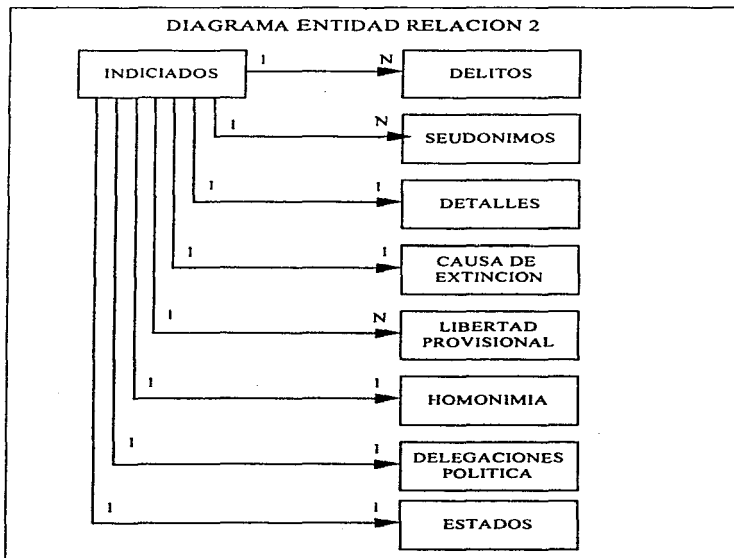 DIAGRAMA ENTIDAD RELACION 2
INDICIADOS
1 N
DELITOS
1 N
SEUDONIMOS
1 1
DETALLES
1 1
CAUSA DE
EXTINCION
1 N
LIBERTAD
PROVISIONAL
1 1
HOMONIMIA
1 1
DELEGACIONES
POLITICA
1 1
ESTADOS